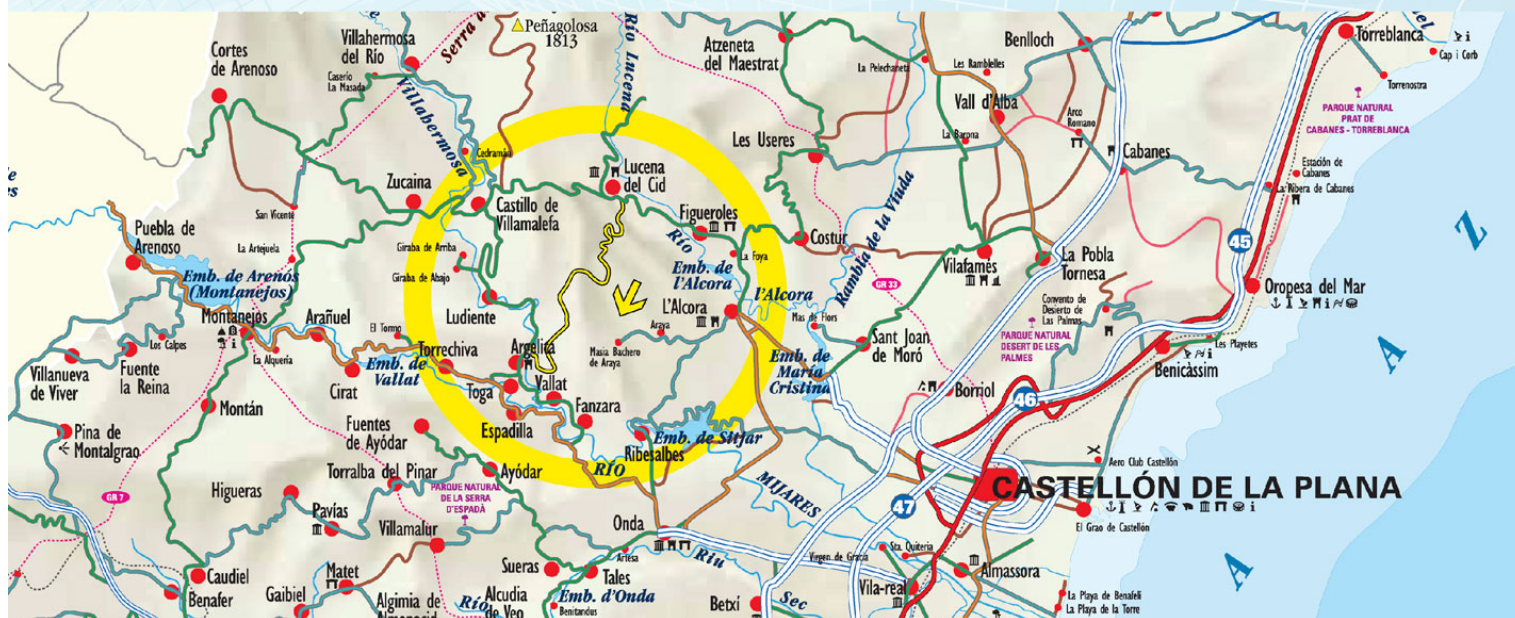 Peñagolosa
1813
Serra d
Río Lucena
Villahermosa
del Río
Caserío
La Masada
Cortes
de Arenoso
Villahermosa
Atzeneta
del Maestrat
La Pelechaneta
Benlloch
Les Ramblelles
Vall d'Alba
Arco
Romano
La Barona
Torreblanca
Cap i Corb
Torrenostra
PARQUE NATURAL
PRAT DE
CABANES - TORREBLANCA
Cabanes
Estación de
Cabanes
La Ribera de Cabanes
Les Useres
Cedramán
Lucena
del Cid
Zucaina
Castillo de
Villamalefa
San Vicente
La Artejuela
Giraba de Arriba
Giraba de Abajo
Figueroles
Río
La Foya
Costur
Rambla de la Viuda
GR 33
Vilafamés
La Pobla
Tornesa
45
Z
A
A
Puebla de
Arenoso
Emb. de Arenós
(Montanejos)
Montanejos
Emb. de
l'Alcora
l'Alcora
L'Alcora
Mas de Flors
Convento de
Desierto de
Las Palmas
Oropesa del Mar
PARQUE NATURAL
DESERT DE LES
PALMES
Les Playetes
Benicàssim
Sant Joan
de Moró
Borriol
46
Emb. de
María
Cristina
Ludiente
Araya
Masia Bachero
de Araya
Los Calpes
La Alquería
Arañuel
El Tormo
Torrechiva
Emb. de
Vallat
Argelita
Vallat
Toga
Fanzara
Espadilla
Cirat
Villanueva
de Viver
Fuente
la Reina
Montán
Pina de
Montalgrao
Fuentes
de Ayódar
Ribesalbes
Emb. de Sitjar
RÍO
MIJARES
Ayódar
Torralba del Pinar
PARQUE NATURAL
DE LA SERRA
D'ESPADÀ
GR 7
Higueras
Pavías
Villamalur
Aero Club Castellón
CASTELLÓN DE LA PLANA
El Grao de Castellón
47
Onda
Artesa
Riu
Sec
Virgen de Gracia
Sta. Quiteria
Almassora
Vila-real
La Playa de Benafeli
La Playa de la Torre
Betxí
Sueras
Tales
Emb. d'Onda
Benitandus
Alcudia
de Veo
Río
Caudiel
Benafer
Gaibiel
Matet
Algimia de